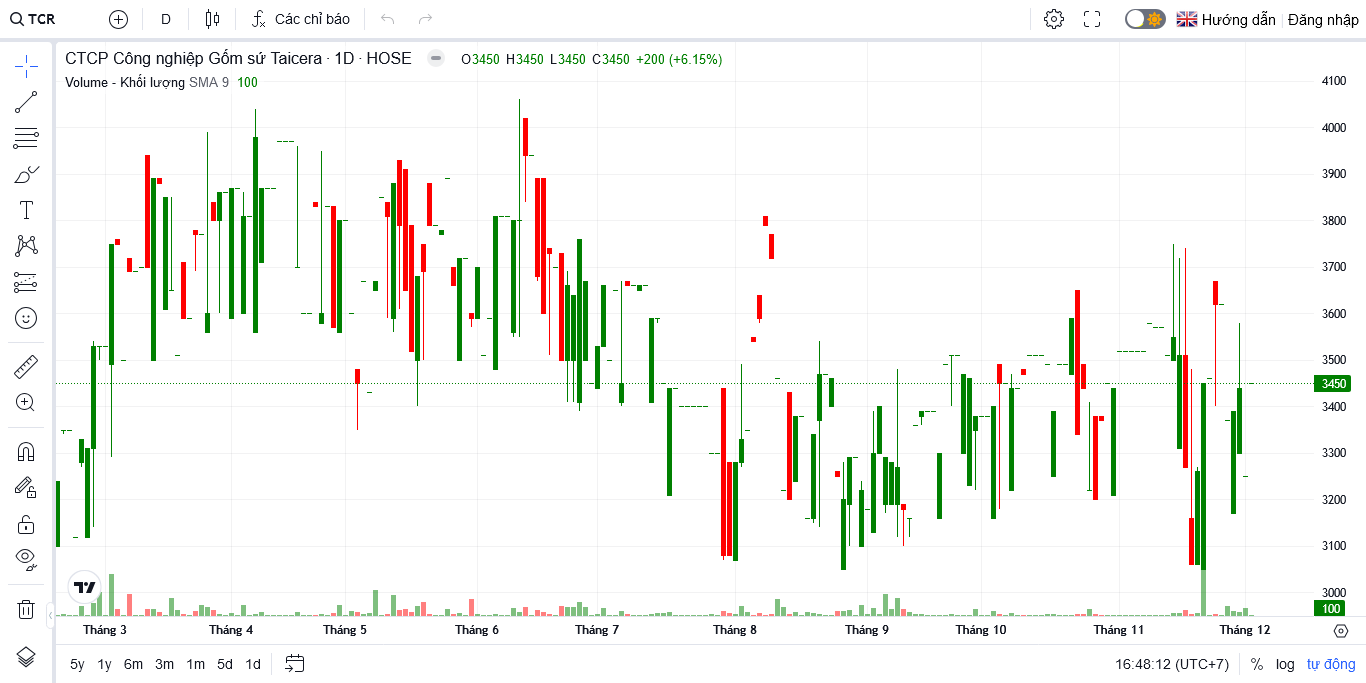 TCR D Các chỉ báo Hướng dẫn Đăng nhập
CTCP Công nghiệp Gốm sứ Taicera · 1D · HOSE O3450 H3450 L3450 C3450 +200 (+6.15%)
Volume - Khối lượng SMA 9 100
4100
4000
3900
3800
3700
3600
3500
3450
3400
3300
3200
3100
3000
100
Tháng 3 Tháng 4 Tháng 5 Tháng 6 Tháng 7 Tháng 8 Tháng 9 Tháng 10 Tháng 11 Tháng 12
5y 1y 6m 3m 1m 5d 1d 16:48:12 (UTC+7) % log tự động